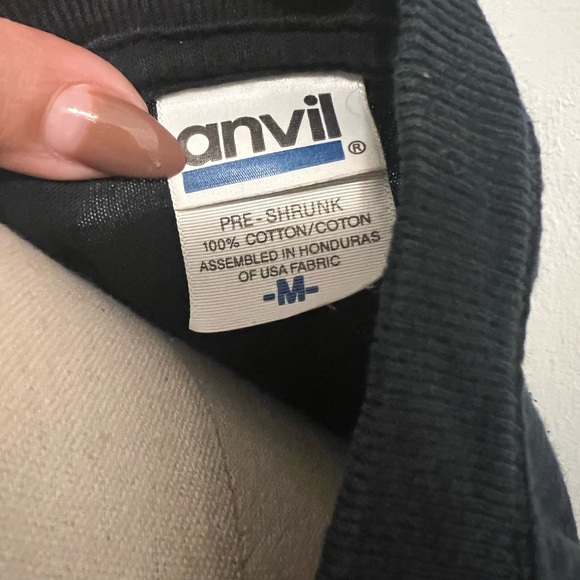 anvil®
PRE-SHRUNK
100% COTTON/COTON
ASSEMBLED IN HONDURAS
OF USA FABRIC
-M-